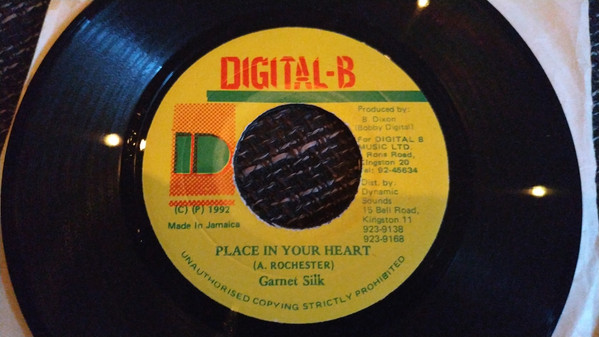 DIGITAL-B
Produced by:
B. Dixon
(Bobby Digital)
For DIGITAL B
MUSIC LTD.
Rons Road,
Kingston 20
Tel: 92-45634
Dist. by:
Dynamic
Sounds
15 Bell Road,
Kingston 11
923-9138
923-9168
D
(C) (P) 1992
Made in Jamaica
PLACE IN YOUR HEART
(A. ROCHESTER)
Garnet Silk
UNAUTHORISED COPYING STRICTLY PROHIBITED